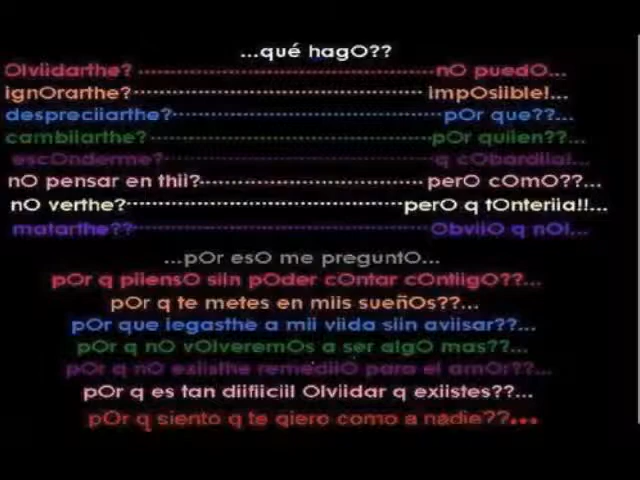 ...qué hagO??
Olviidarthe? nO puedO...
ignOrarthe? impOsiible!...
despreciiarthe? pOr que??...
cambiiarthe? pOr quiien??...
escOnderme? q cObardiia!...
nO pensar en thii? perO cOmO??...
nO verthe? perO q tOnteriia!!...
matarthe?? ObviiO q nO!...
...pOr esO me preguntO...
pOr q piiensO siin pOder cOntar cOntiigO??...
pOr q te metes en miis sueñOs??...
pOr que legasthe a mii viida siin aviisar??...
pOr q nO vOlveremOs a ser algO mas??...
pOr q nO exiisthe remediiO para el amOr??...
pOr q es tan diifiiciil Olviidar q exiistes??...
pOr q siento q te qiero como a nadie??...